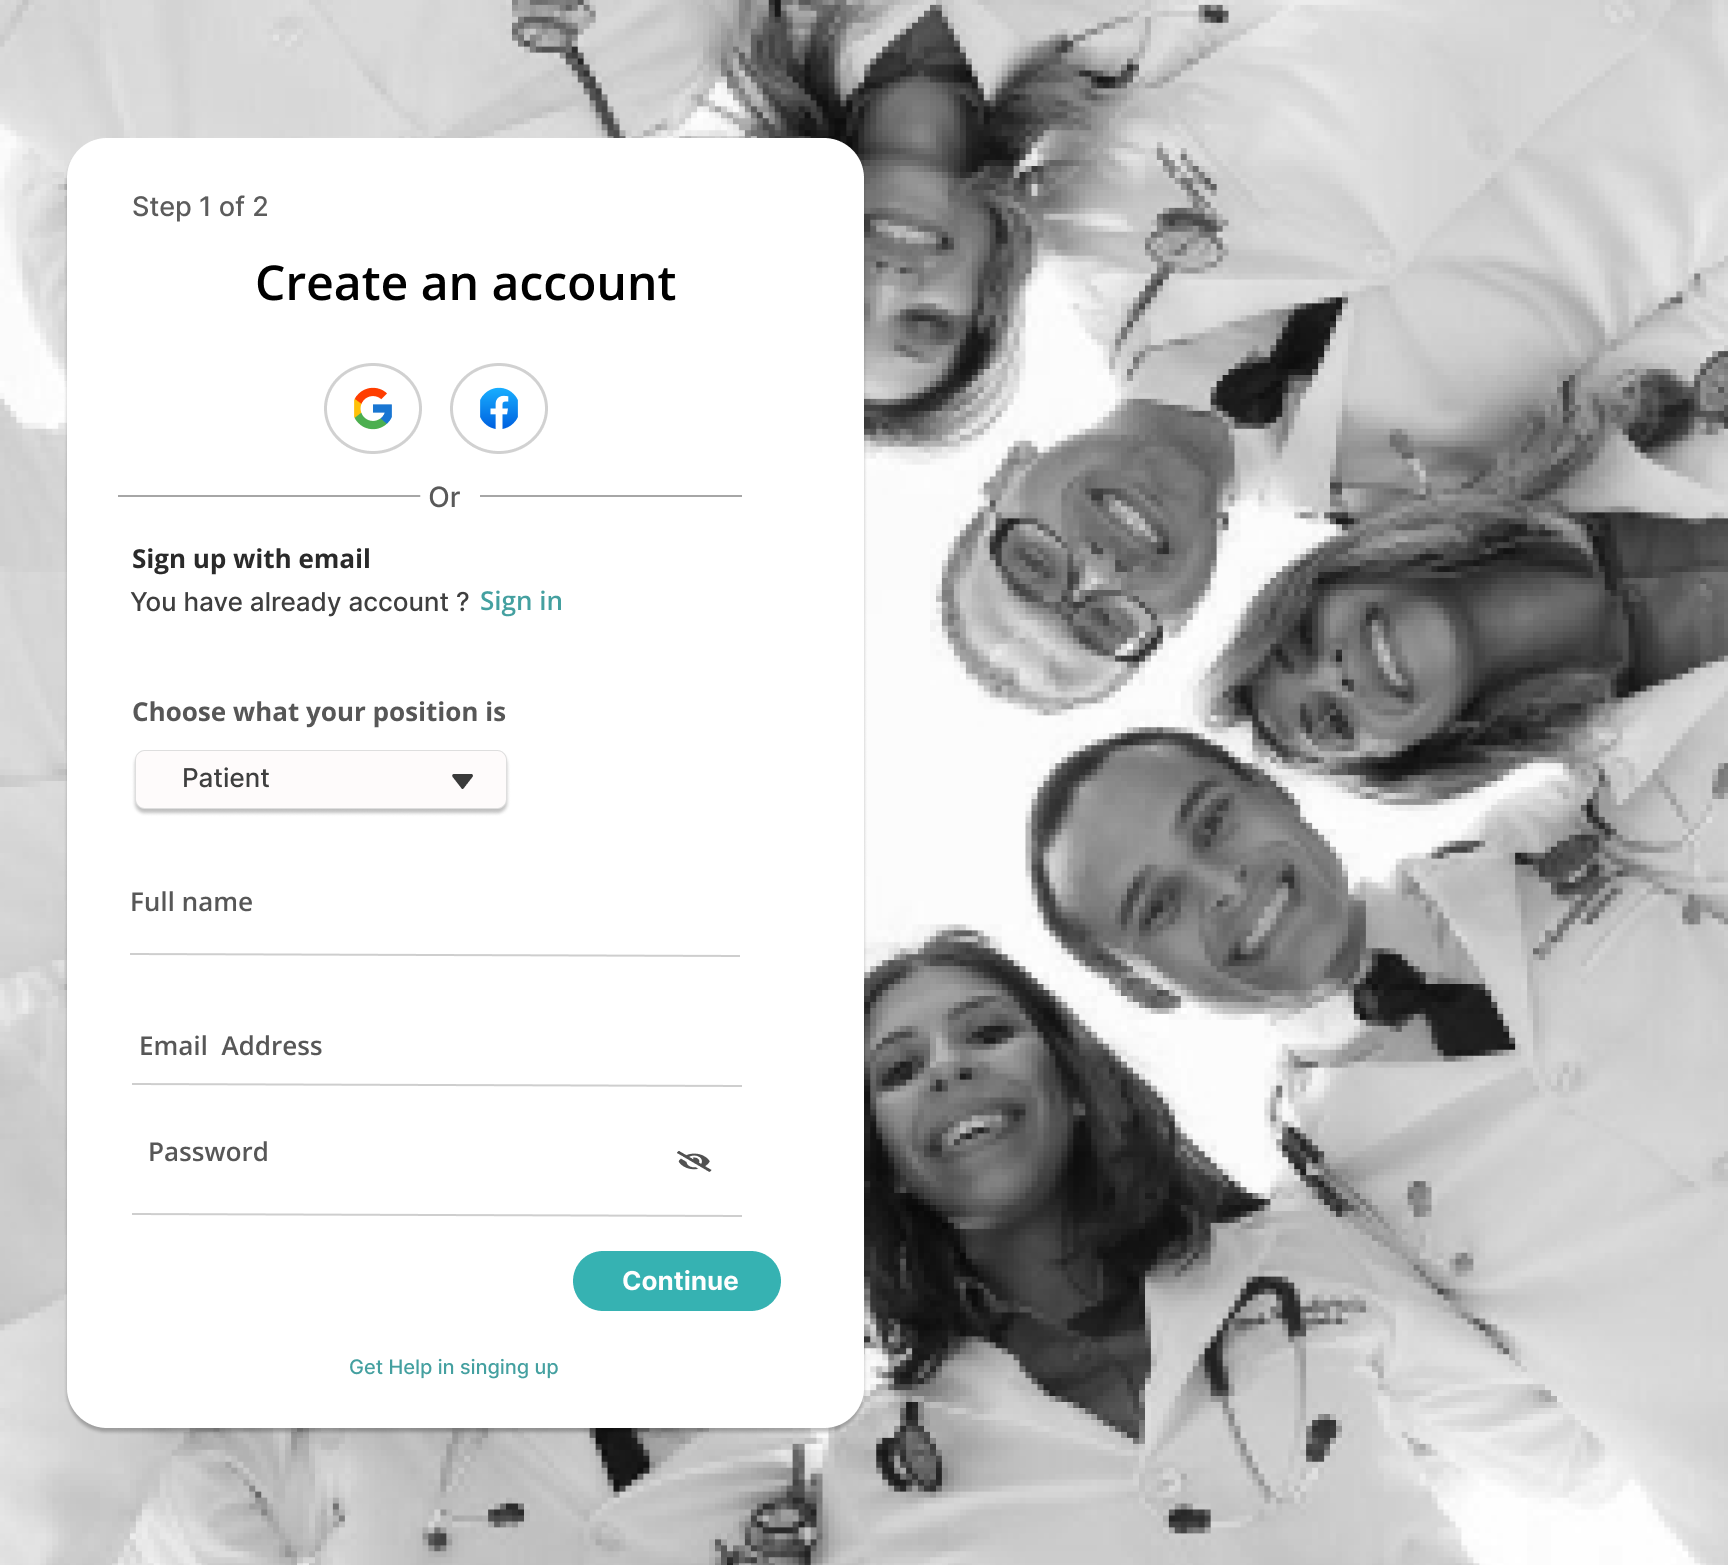 Step 1 of 2
Create an account
Or
Sign up with email
You have already account ? Sign in
Choose what your position is
Patient
Full name
Email Address
Password
Continue
Get Help in singing up